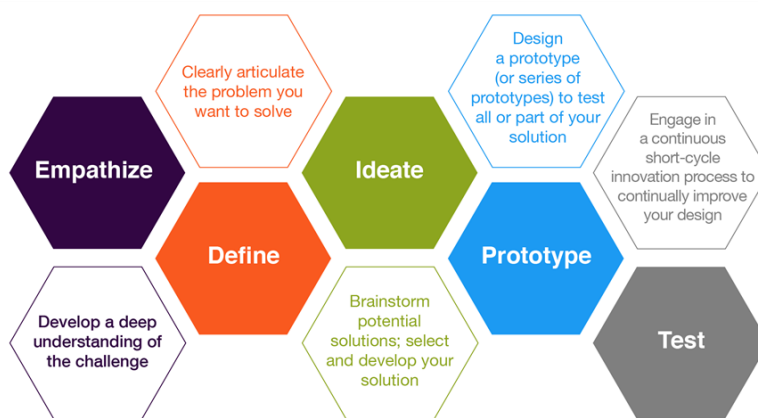 Empathize
Develop a deep
understanding of
the challenge
Clearly articulate
the problem you
want to solve
Define
Ideate
Brainstorm
potential
solutions; select
and develop your
solution
Design
a prototype
(or series of
prototypes) to test
all or part of your
solution
Prototype
Engage in
a continuous
short-cycle
innovation process to
continually improve
your design
Test